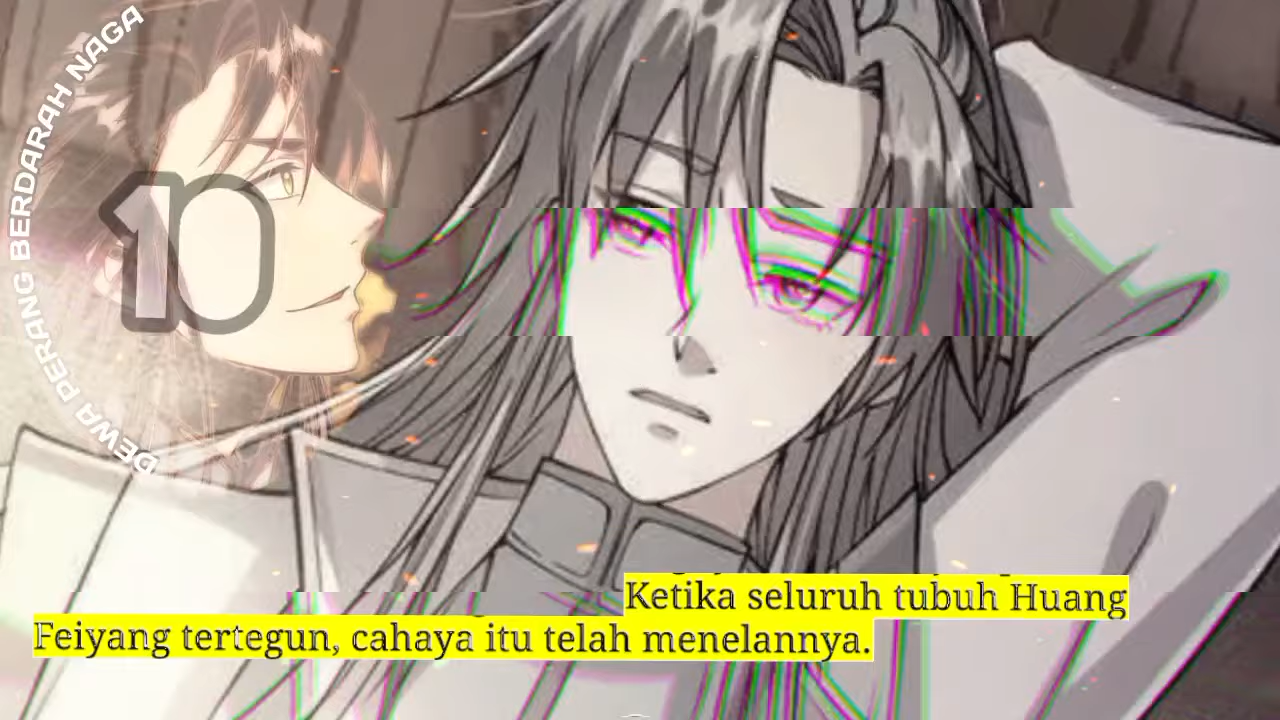 DEWA PERANG BERDARAH NAGA
10
Ketika seluruh tubuh Huang
Feiyang tertegun, cahaya itu telah menelannya.